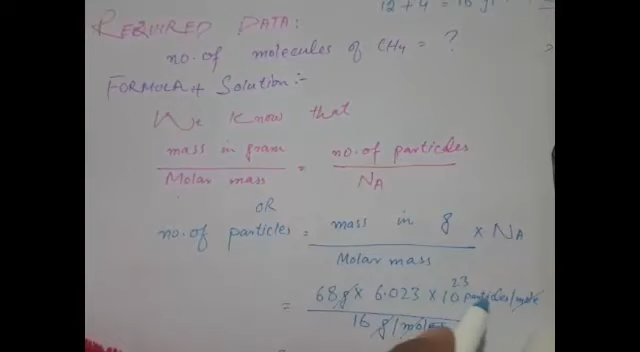 12 + 4 = 16 g
REQUIRED DATA:
no. of molecules of CH4 = ?
FORMULA + Solution:-
We know that
mass in gram / Molar mass = no. of particles / NA
OR
no. of particles = mass in g / Molar mass × NA
= 68 g × 6.023 × 10^23 particles/mole / 16 g/mole